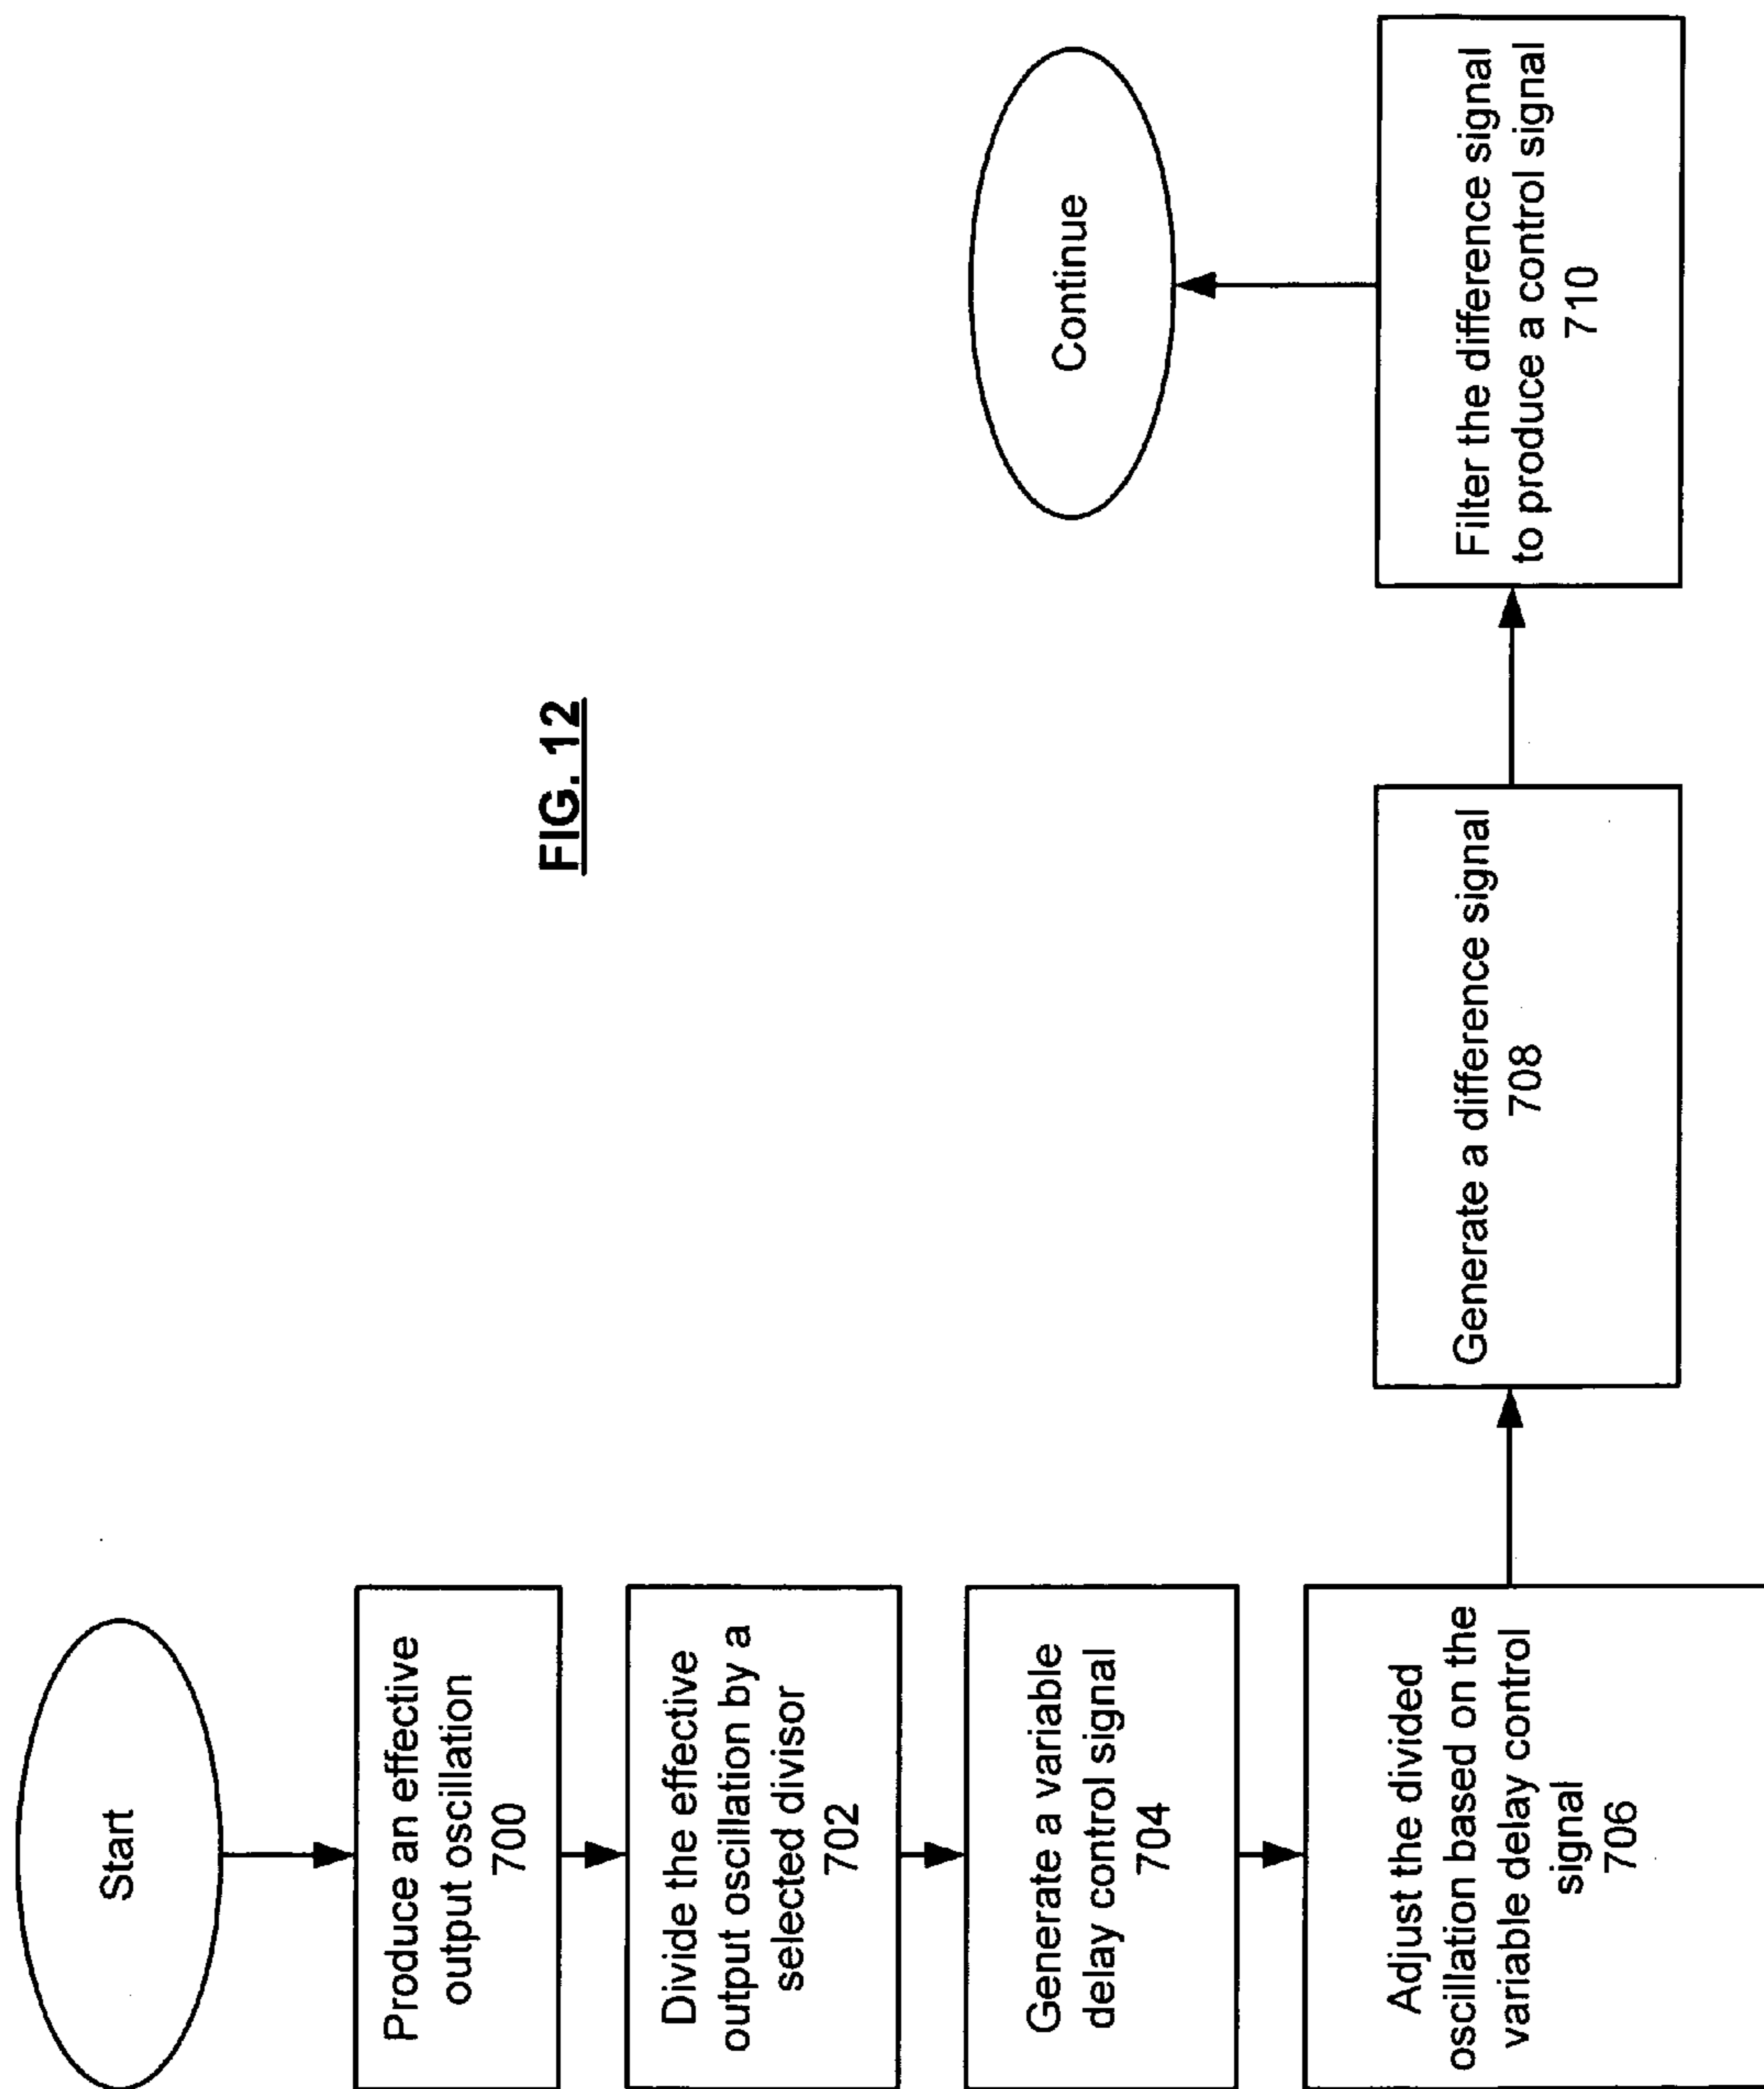 Start
Produce an effective
output oscillation
700
Divide the effective
output oscillation by a
selected divisor
702
Generate a variable
delay control signal
704
Adjust the divided
oscillation based on the
variable delay control
signal
706
Generate a difference signal
708
Filter the difference signal
to produce a control signal
710
Continue
FIG. 12